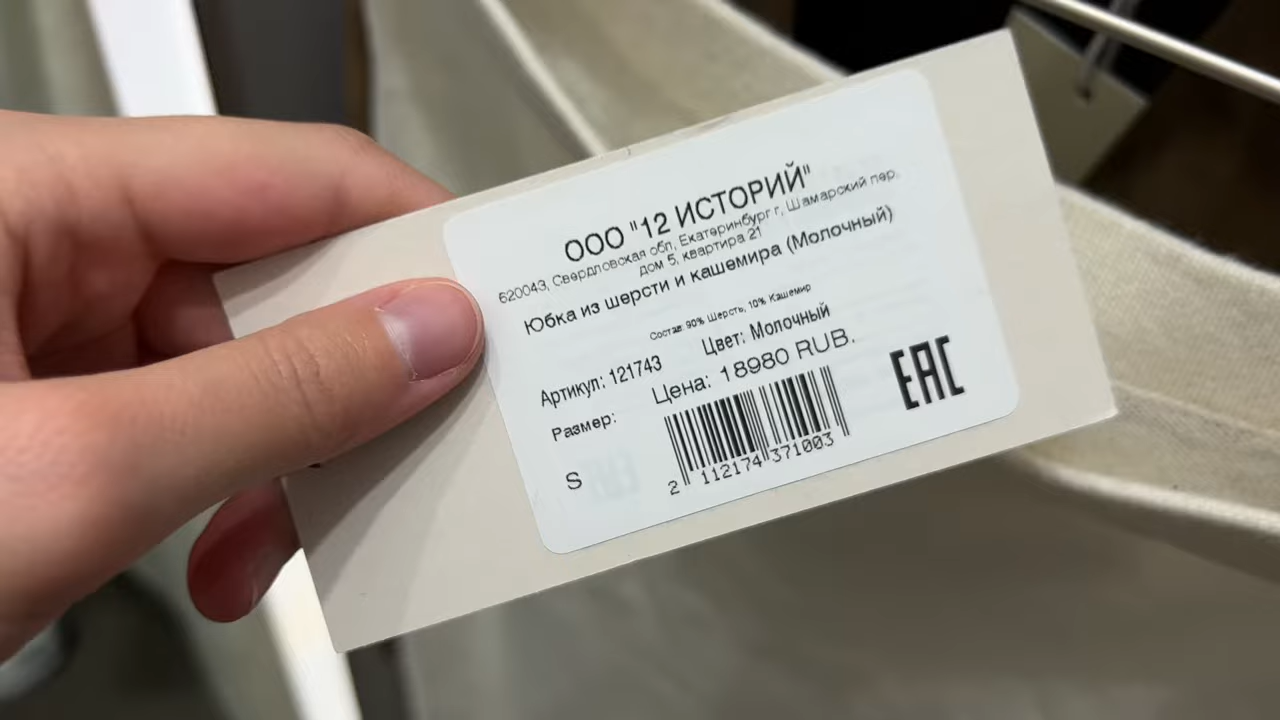 ООО "12 ИСТОРИЙ"
620043, Свердловская обл, Екатеринбург г, Шамарский пер,
дом 5, квартира 21
Юбка из шерсти и кашемира (Молочный)
Состав: 90% Шерсть, 10% Кашемир
Артикул: 121743 Цвет: Молочный
Размер: Цена: 18980 RUB.
S
2 112174 371003
EAC